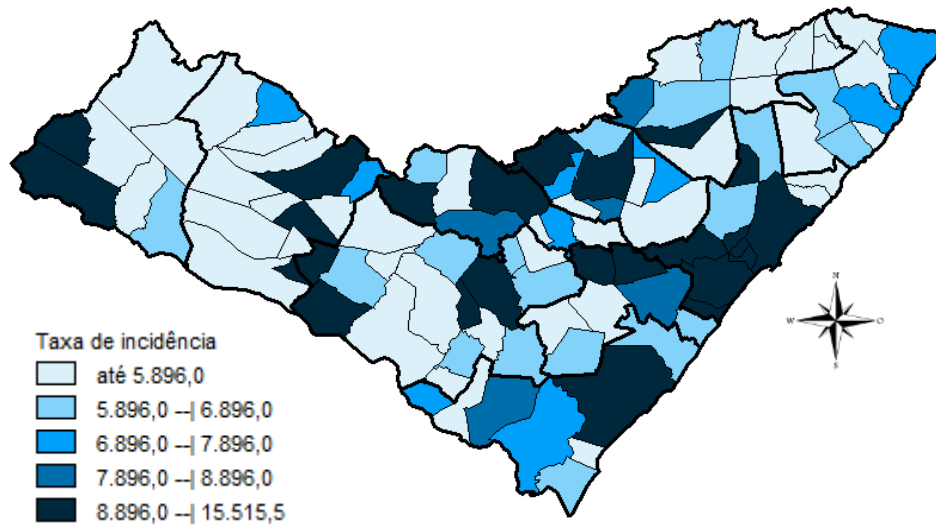 N
W O
S
Taxa de incidência
até 5.896,0
5.896,0 --| 6.896,0
6.896,0 --| 7.896,0
7.896,0 --| 8.896,0
8.896,0 --| 15.515,5